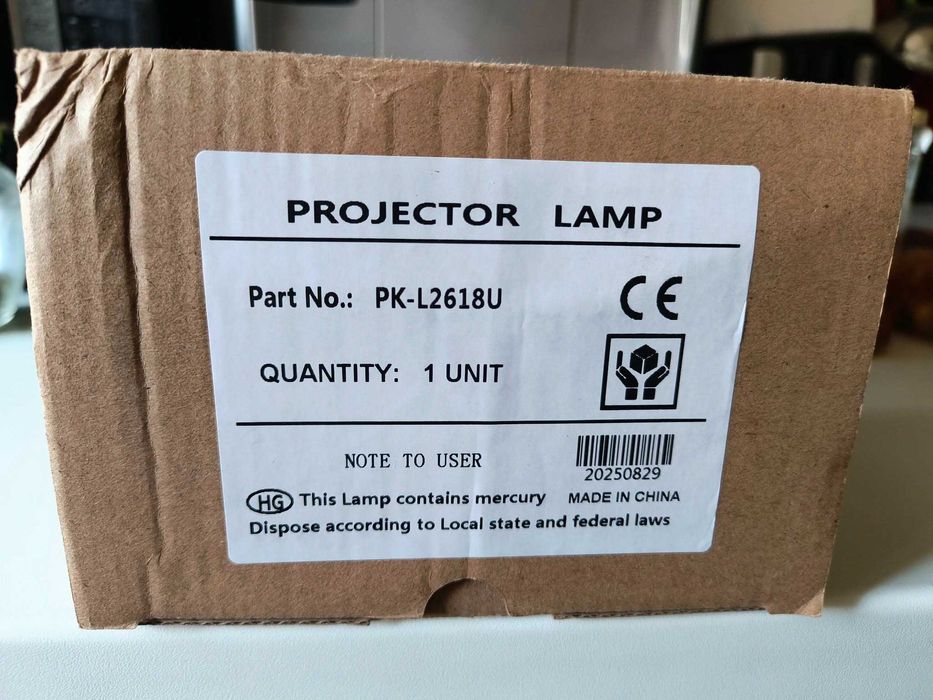 PROJECTOR LAMP
Part No.: PK-L2618U
CE
QUANTITY: 1 UNIT
NOTE TO USER
20250829
HG This Lamp contains mercury
MADE IN CHINA
Dispose according to Local state and federal laws